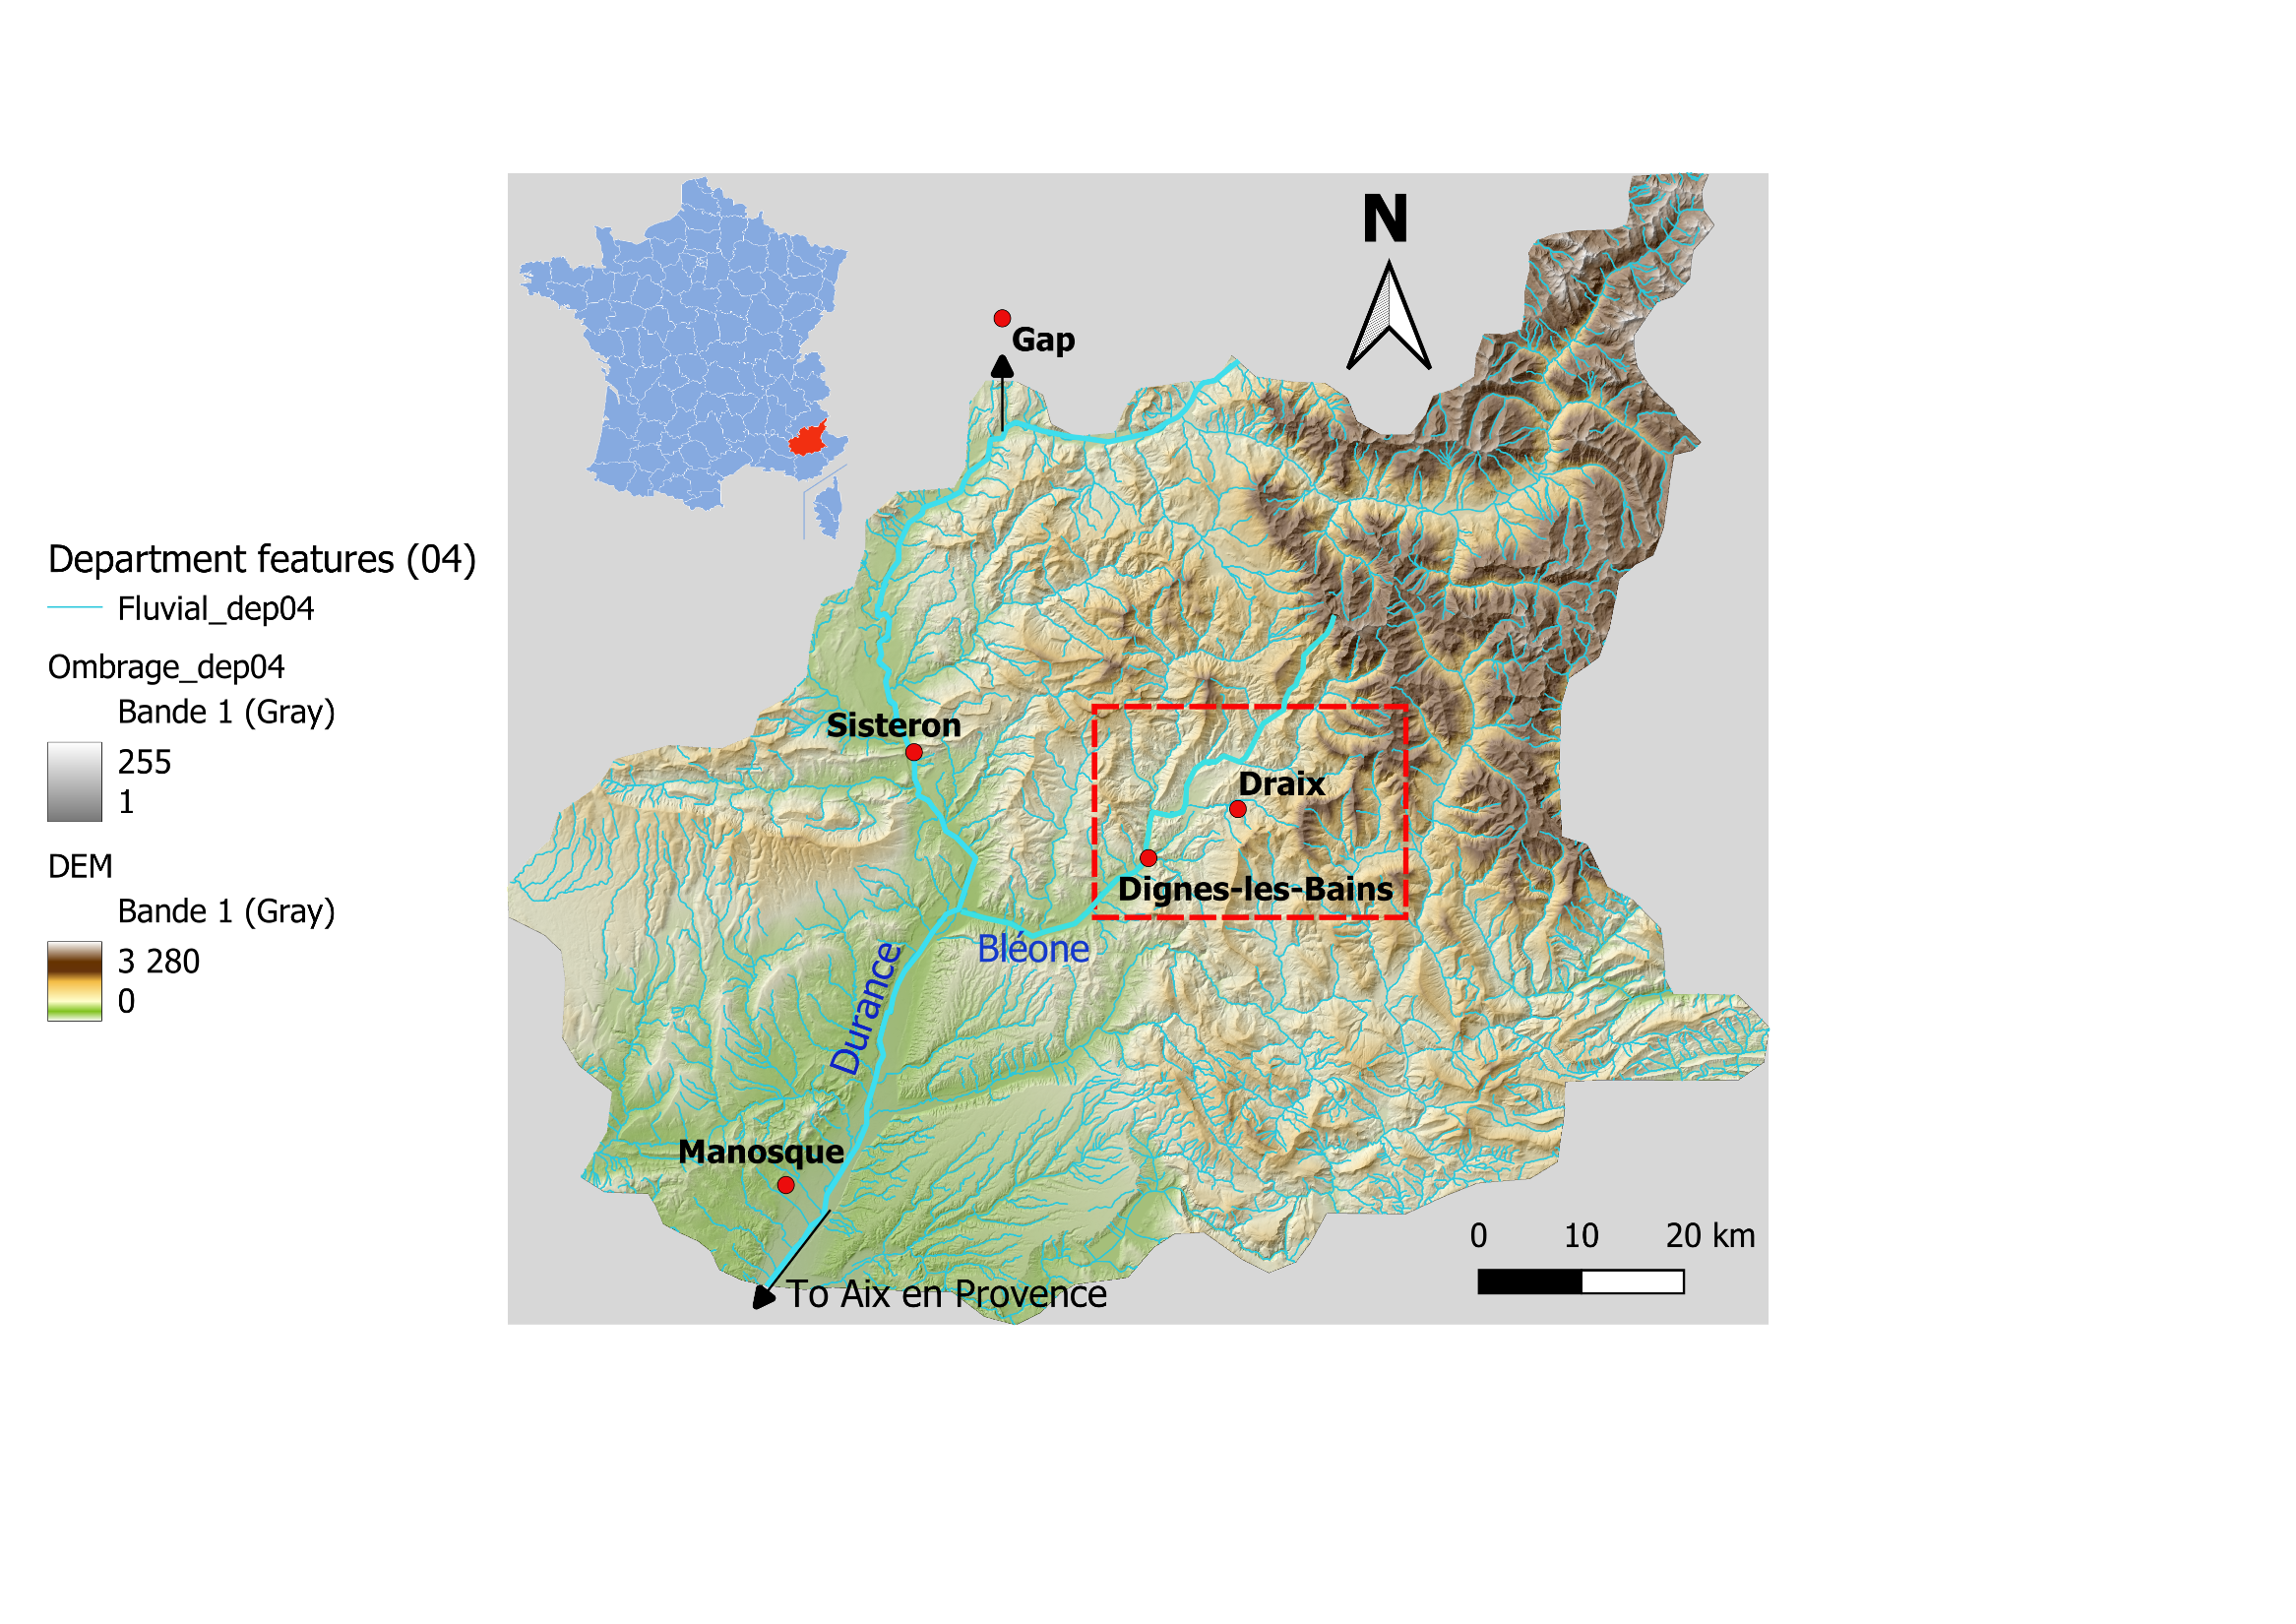 N
Gap
Department features (04)
Fluvial_dep04
Ombrage_dep04
Bande 1 (Gray)
255
1
DEM
Bande 1 (Gray)
3 280
0
Sisteron
Draix
Dignes-les-Bains
Bléone
Durance
Manosque
To Aix en Provence
0 10 20 km